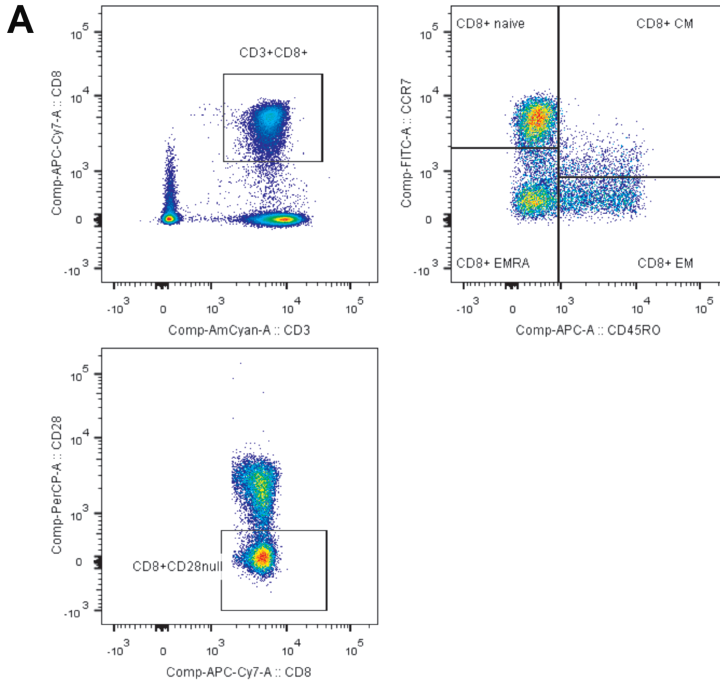 A
CD3+CD8+
10^5
10^4
10^3
0
-10^3
Comp-APC-Cy7-A :: CD8
-10^3 0 10^3 10^4 10^5
Comp-AmCyan-A :: CD3
CD8+ naive CD8+ CM
10^5
10^4
10^3
0
-10^3
Comp-FITC-A :: CCR7
CD8+ EMRA CD8+ EM
-10^3 0 10^3 10^4 10^5
Comp-APC-A :: CD45RO
10^5
10^4
10^3
0
-10^3
Comp-PerCP-A :: CD28
CD8+CD28null
-10^3 0 10^3 10^4 10^5
Comp-APC-Cy7-A :: CD8